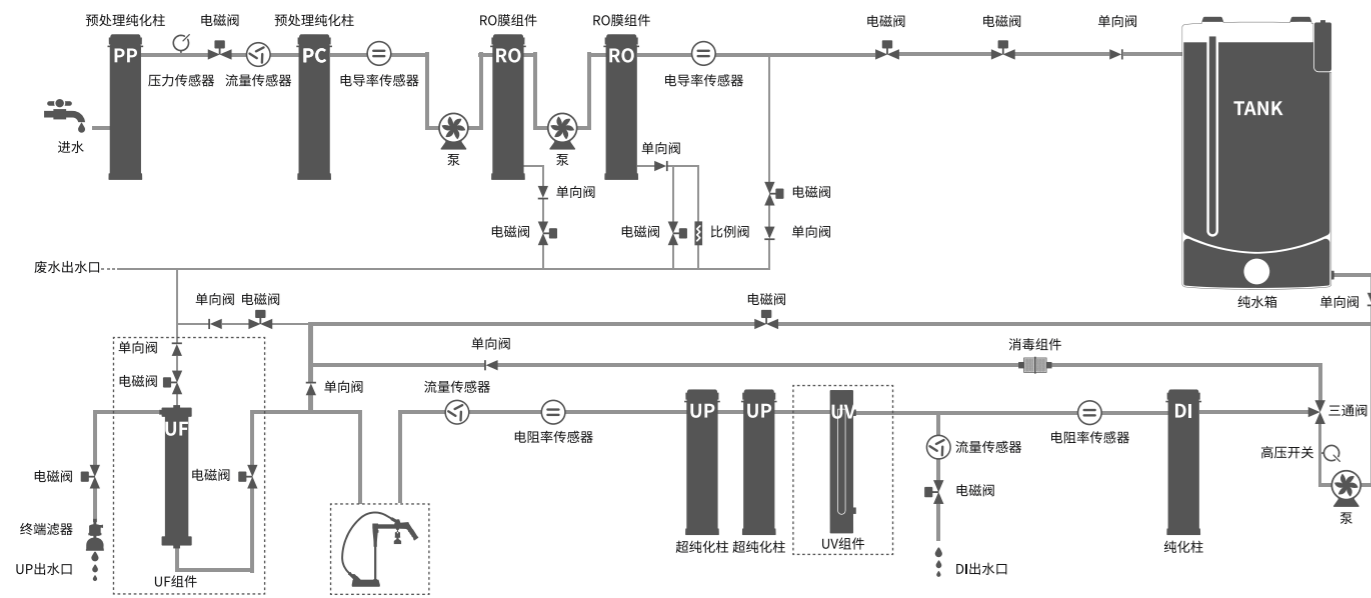 预处理纯化柱
电磁阀
预处理纯化柱
RO膜组件
RO膜组件
电磁阀
电磁阀
单向阀
PP
PC
RO
RO
压力传感器
流量传感器
电导率传感器
电导率传感器
TANK
进水
泵
泵
单向阀
单向阀
电磁阀
电磁阀
电磁阀
比例阀
单向阀
废水出水口
纯水箱
单向阀
单向阀
电磁阀
电磁阀
单向阀
单向阀
消毒组件
电磁阀
单向阀
流量传感器
UP
UP
UV
DI
三通阀
UF
电阻率传感器
电阻率传感器
流量传感器
高压开关
电磁阀
电磁阀
电磁阀
泵
终端滤器
超纯化柱
超纯化柱
UV组件
纯化柱
UP出水口
UF组件
DI出水口